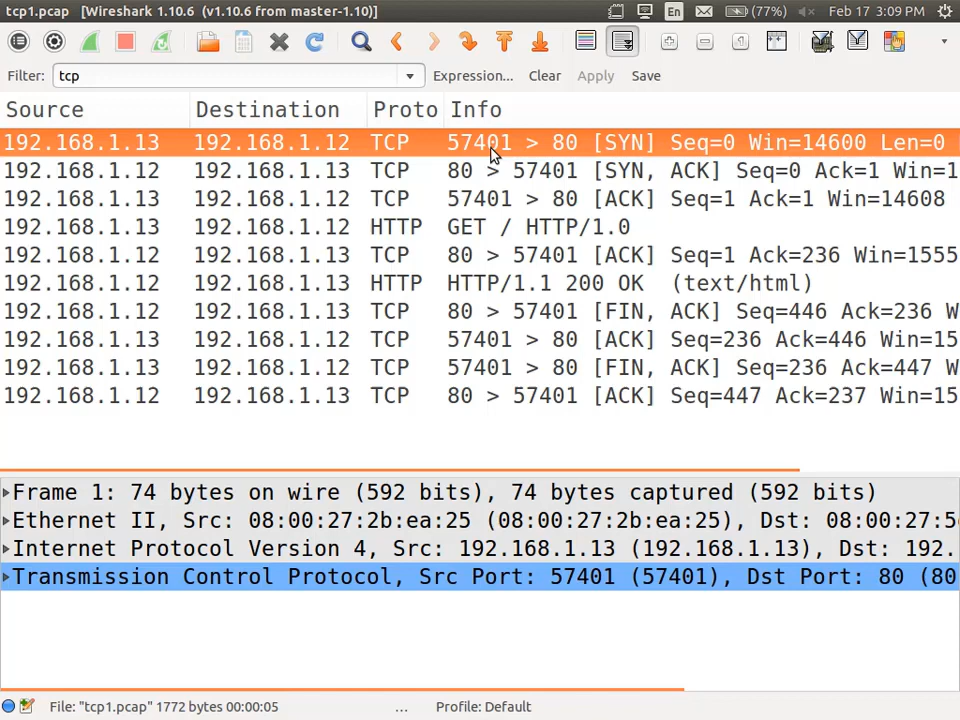 tcp1.pcap [Wireshark 1.10.6 (v1.10.6 from master-1.10)] En (77%) Feb 17 3:09 PM
Filter: tcp Expression... Clear Apply Save
Source Destination Proto Info
192.168.1.13 192.168.1.12 TCP 57401 > 80 [SYN] Seq=0 Win=14600 Len=0
192.168.1.12 192.168.1.13 TCP 80 > 57401 [SYN, ACK] Seq=0 Ack=1 Win=1
192.168.1.13 192.168.1.12 TCP 57401 > 80 [ACK] Seq=1 Ack=1 Win=14608
192.168.1.13 192.168.1.12 HTTP GET / HTTP/1.0
192.168.1.12 192.168.1.13 TCP 80 > 57401 [ACK] Seq=1 Ack=236 Win=1555
192.168.1.12 192.168.1.13 HTTP HTTP/1.1 200 OK (text/html)
192.168.1.12 192.168.1.13 TCP 80 > 57401 [FIN, ACK] Seq=446 Ack=236 W
192.168.1.13 192.168.1.12 TCP 57401 > 80 [ACK] Seq=236 Ack=446 Win=15
192.168.1.13 192.168.1.12 TCP 57401 > 80 [FIN, ACK] Seq=236 Ack=447 W
192.168.1.12 192.168.1.13 TCP 80 > 57401 [ACK] Seq=447 Ack=237 Win=15
Frame 1: 74 bytes on wire (592 bits), 74 bytes captured (592 bits)
Ethernet II, Src: 08:00:27:2b:ea:25 (08:00:27:2b:ea:25), Dst: 08:00:27:5
Internet Protocol Version 4, Src: 192.168.1.13 (192.168.1.13), Dst: 192.
Transmission Control Protocol, Src Port: 57401 (57401), Dst Port: 80 (80
File: "tcp1.pcap" 1772 bytes 00:00:05 ... Profile: Default